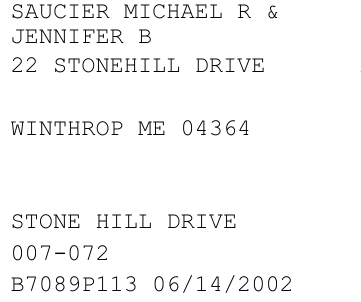 SAUCIER MICHAEL R &
JENNIFER B
22 STONEHILL DRIVE
WINTHROP ME 04364
STONE HILL DRIVE
007-072
B7089P113 06/14/2002